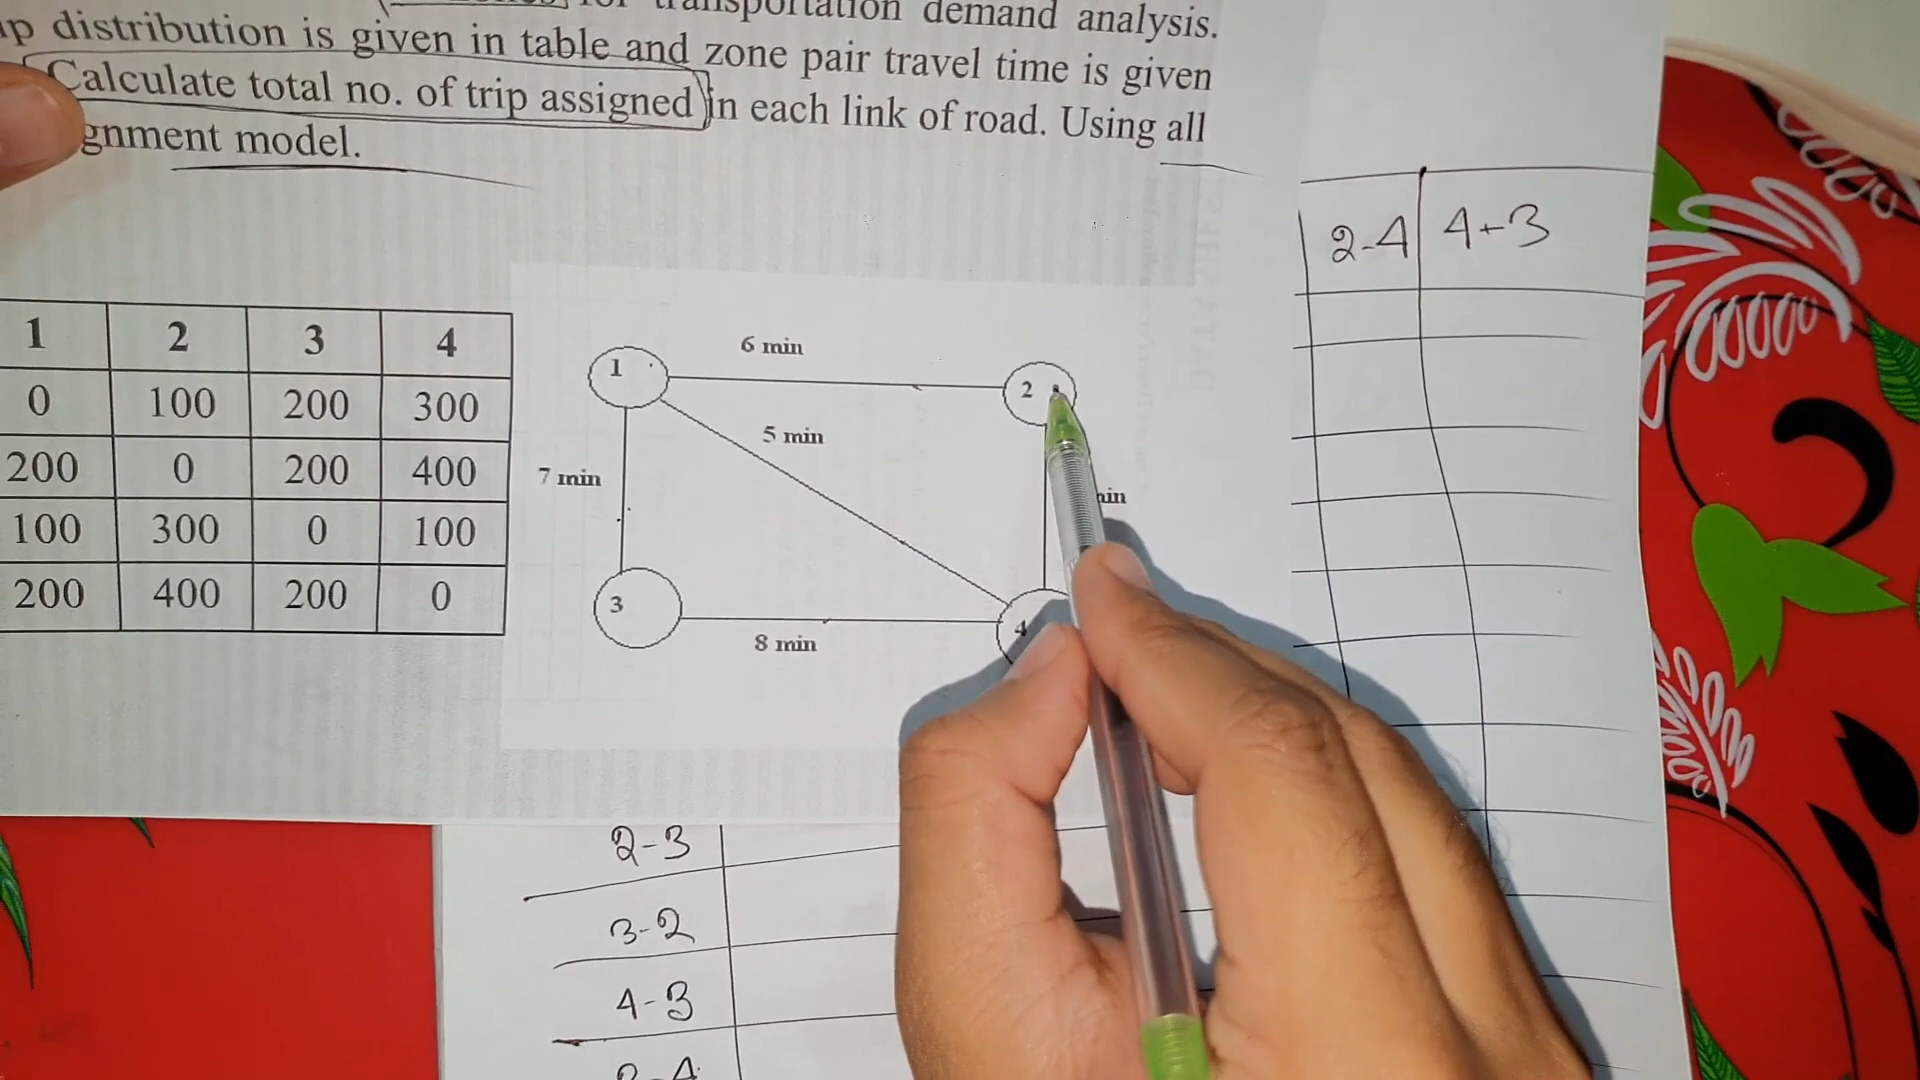 for transportation demand analysis.
distribution is given in table and zone pair travel time is given
Calculate total no. of trip assigned in each link of road. Using all
gnment model.
2-4 4-3
1 2 3 4
0 100 200 300
200 0 200 400
100 300 0 100
200 400 200 0
6 min
1
2
5 min
7 min
3
4
8 min
2-3
3-2
4-3